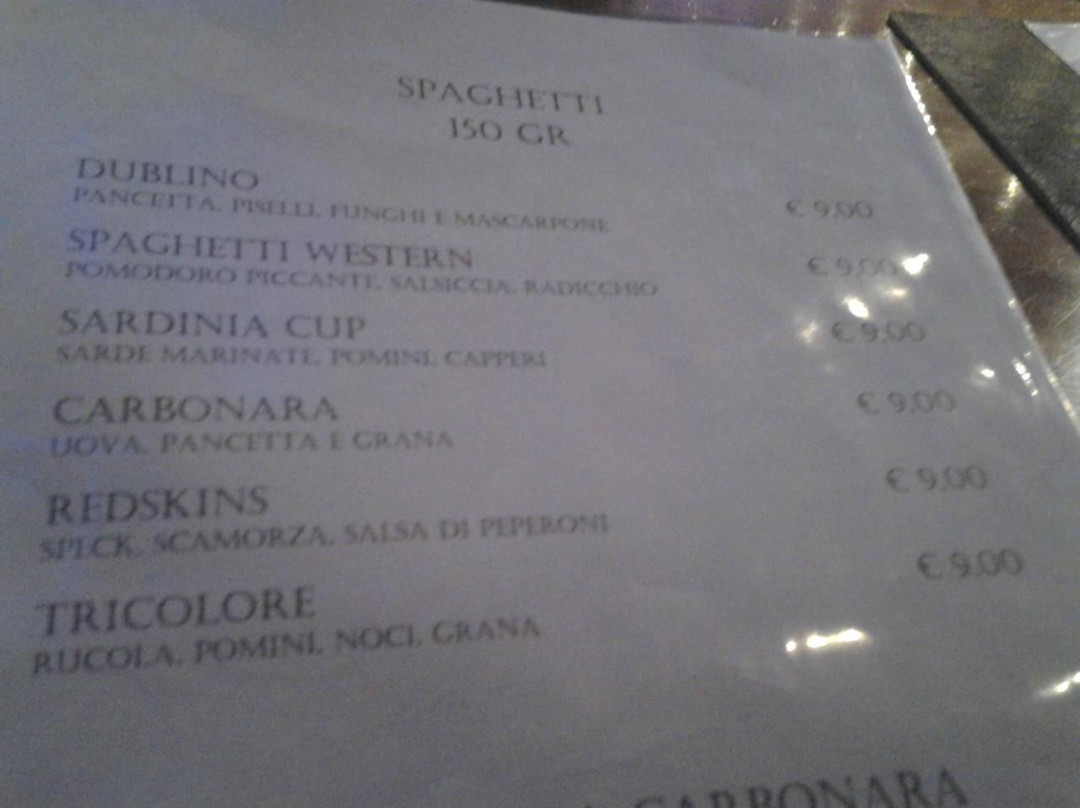 SPAGHETTI
150 GR
DUBLINO
PANCETTA, PISELLI, FUNGHI E MASCARPONE
€ 9,00
SPAGHETTI WESTERN
POMODORO PICCANTE, SALSICCIA, RADICCHIO
€ 9,00
SARDINIA CUP
SARDE MARINATE, POMINI, CAPPERI
€ 9,00
CARBONARA
UOVA, PANCETTA E GRANA
€ 9,00
REDSKINS
SPECK, SCAMORZA, SALSA DI PEPERONI
€ 9,00
TRICOLORE
RUCOLA, POMINI, NOCI, GRANA
€ 9,00
CARBONARA